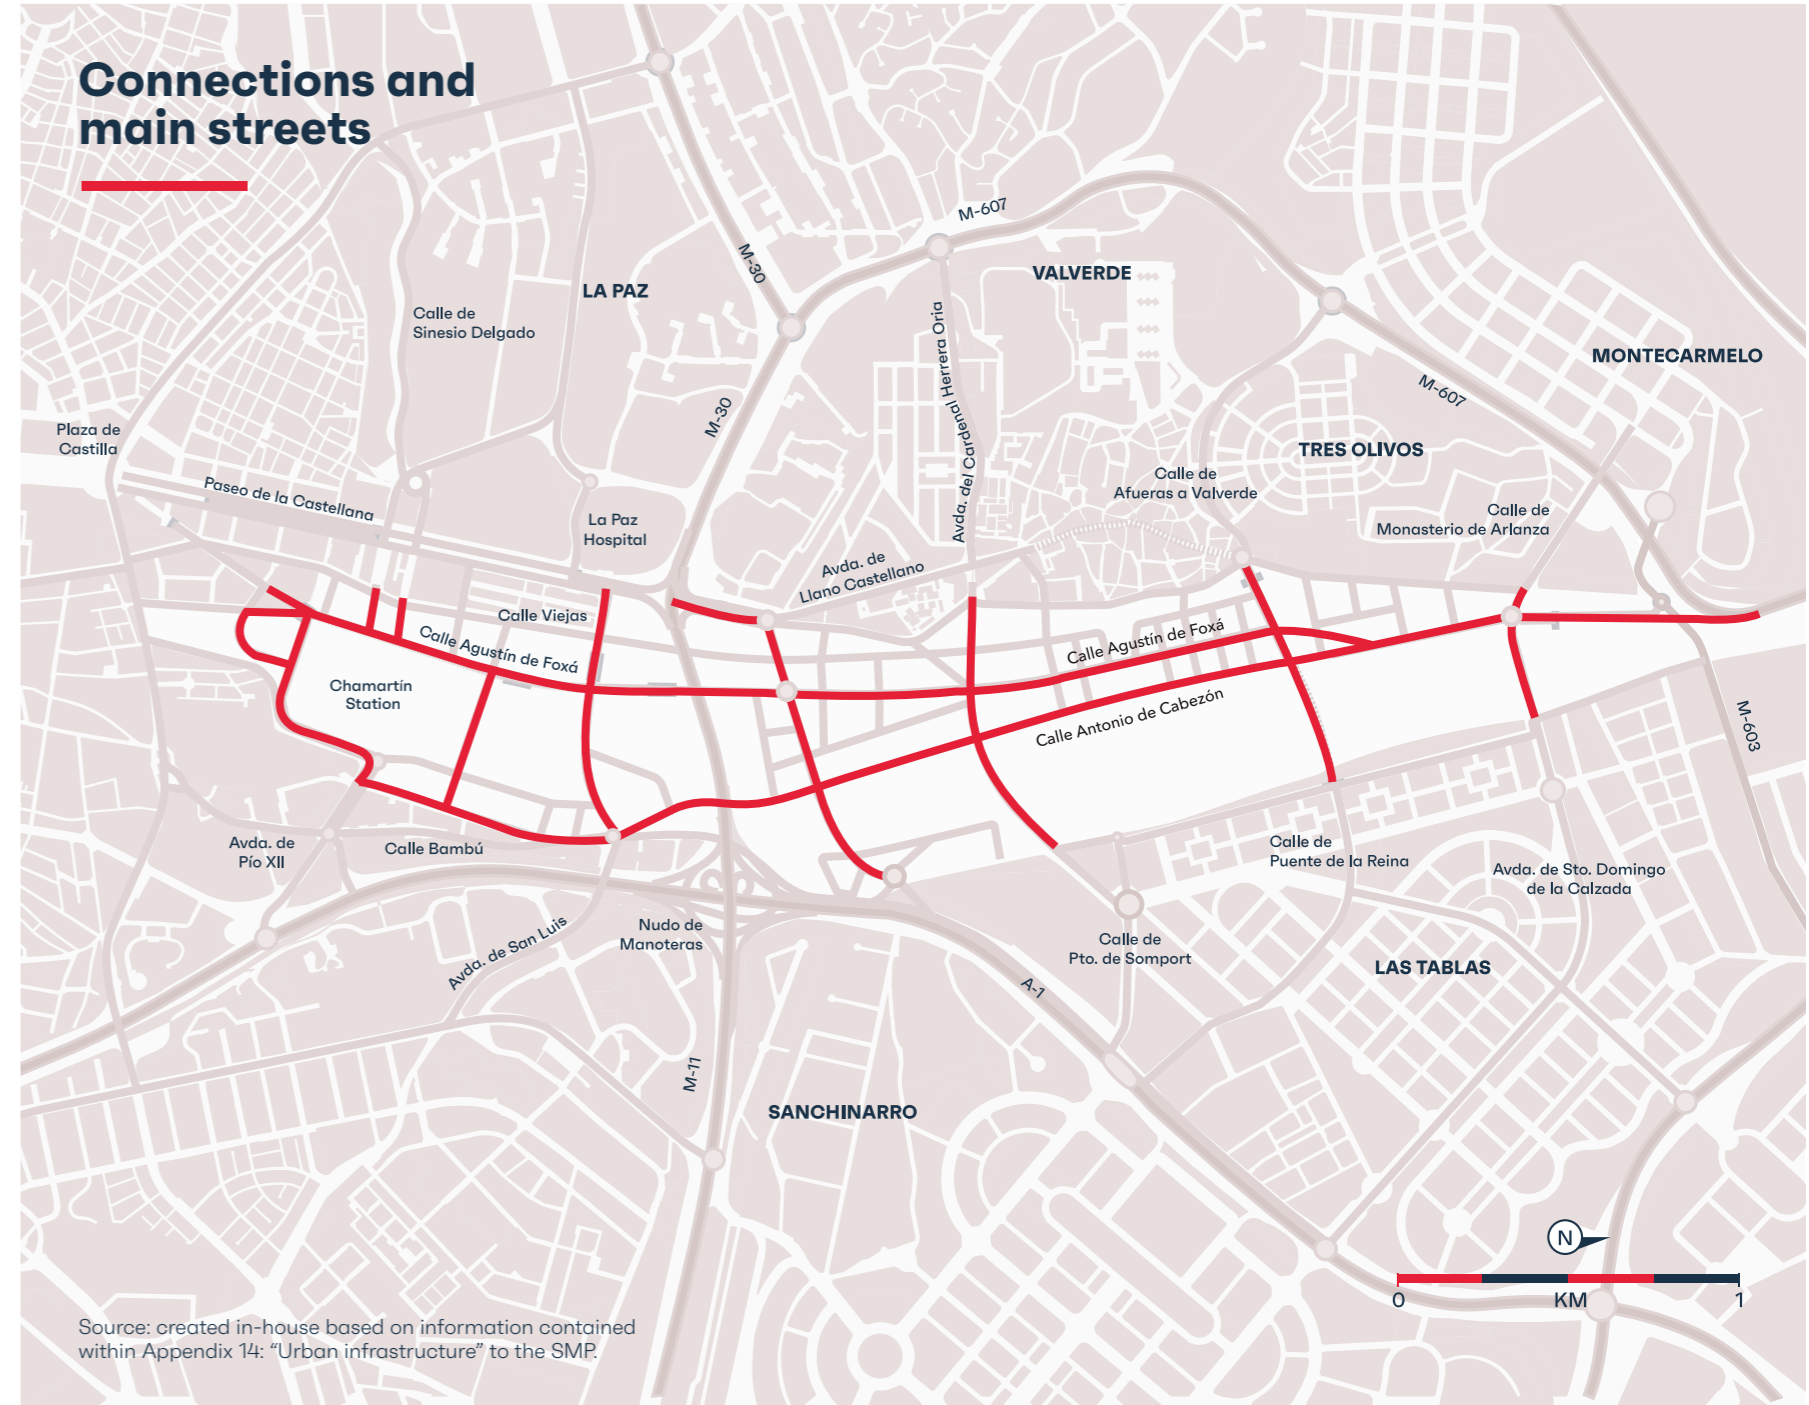 Connections and
main streets
M-607
M-30
VALVERDE
LA PAZ
Calle de
Sinesio Delgado
MONTECARMELO
M-607
M-30
Avda. del Cardenal Herrera Oria
Plaza de
Castilla
TRES OLIVOS
Calle de
Afueras a Valverde
Paseo de la Castellana
La Paz
Hospital
Calle de
Monasterio de Arlanza
Avda. de
Llano Castellano
Calle Viejas
Calle Agustín de Foxá
Calle Agustín de Foxá
Chamartín
Station
Calle Antonio de Cabezón
M-603
Avda. de
Pío XII
Calle Bambú
Calle de
Puente de la Reina
Avda. de Sto. Domingo
de la Calzada
Avda. de San Luis
Nudo de
Manoteras
Calle de
Pto. de Somport
LAS TABLAS
A-1
M-11
SANCHINARRO
N
0 KM 1
Source: created in-house based on information contained
within Appendix 14: “Urban infrastructure” to the SMP.